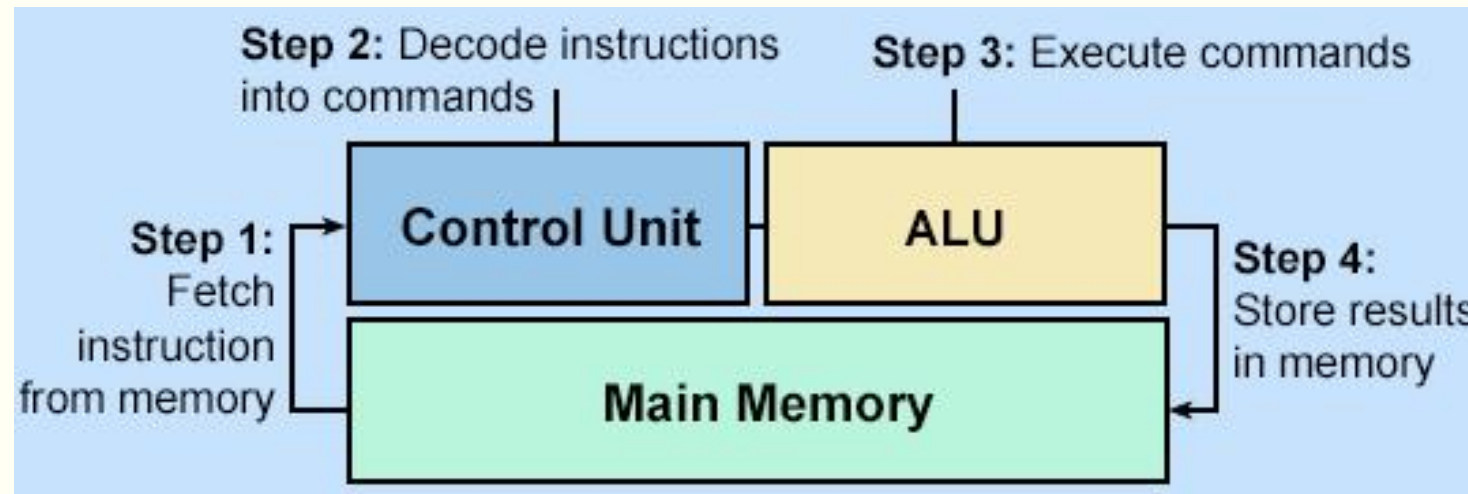 Step 2: Decode instructions
into commands
Step 3: Execute commands
Control Unit
ALU
Step 1:
Fetch
instruction
from memory
Step 4:
Store results
in memory
Main Memory